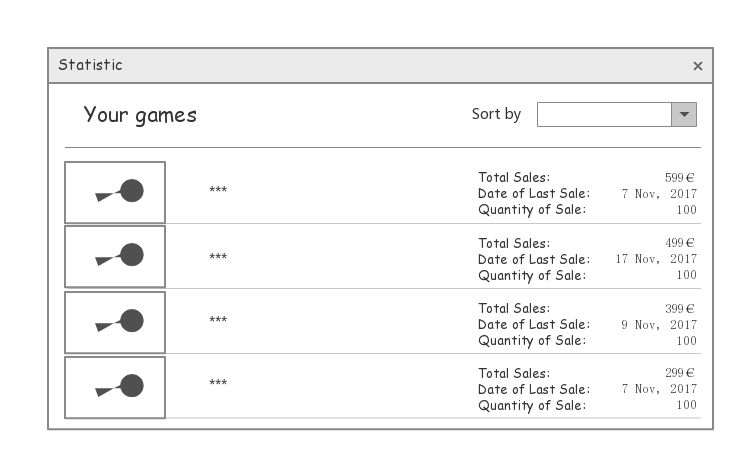 Statistic ×
Your games
Sort by
***
Total Sales: 599€
Date of Last Sale: 7 Nov, 2017
Quantity of Sale: 100
***
Total Sales: 499€
Date of Last Sale: 17 Nov, 2017
Quantity of Sale: 100
***
Total Sales: 399€
Date of Last Sale: 9 Nov, 2017
Quantity of Sale: 100
***
Total Sales: 299€
Date of Last Sale: 7 Nov, 2017
Quantity of Sale: 100